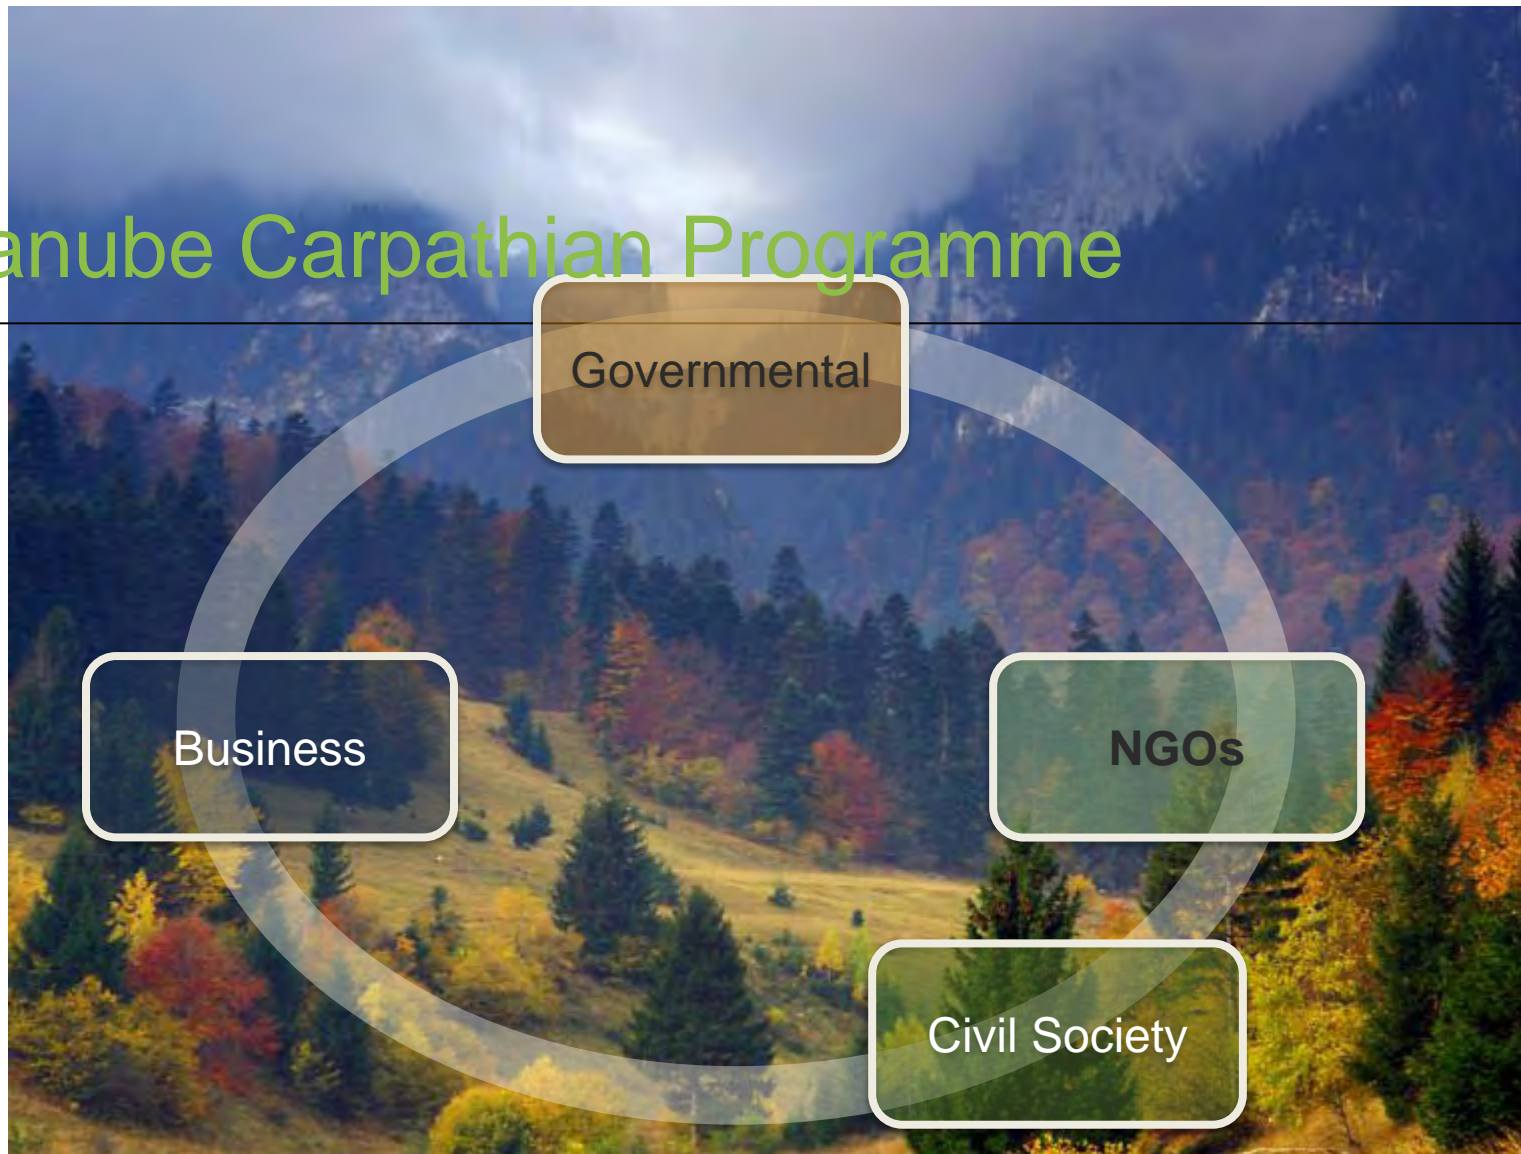 anube Carpathian Programme
Governmental
Business
NGOs
Civil Society